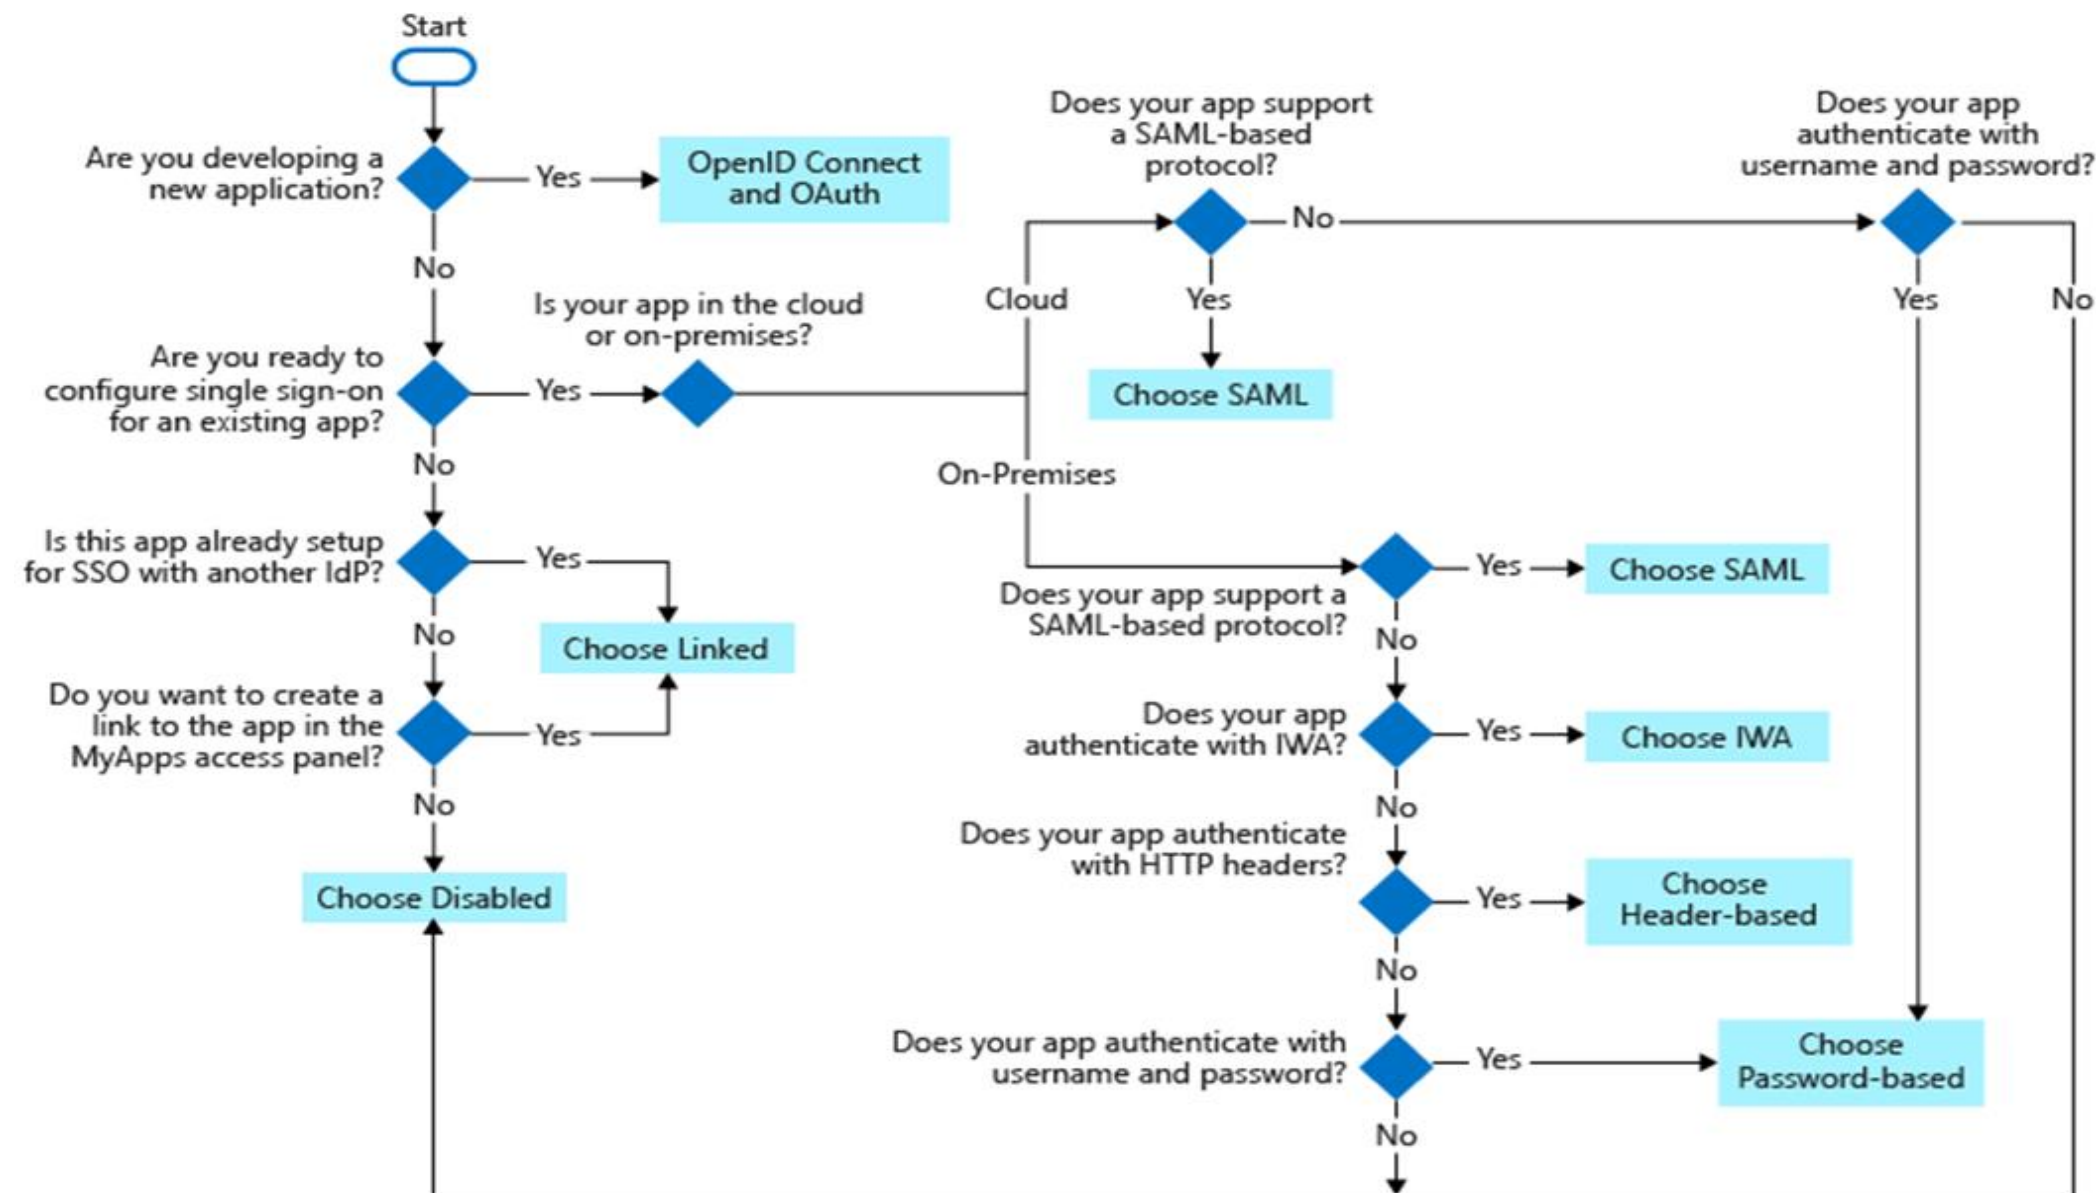 Start
Are you developing a
new application?
Yes
OpenID Connect
and OAuth
No
Are you ready to
configure single sign-on
for an existing app?
Yes
Is your app in the cloud
or on-premises?
Cloud
On-Premises
Does your app support
a SAML-based
protocol?
No
Yes
Choose SAML
Does your app
authenticate with
username and password?
Yes
No
No
Is this app already setup
for SSO with another IdP?
Yes
Choose Linked
No
Do you want to create a
link to the app in the
MyApps access panel?
Yes
No
Choose Disabled
Does your app support a
SAML-based protocol?
Yes
Choose SAML
No
Does your app
authenticate with IWA?
Yes
Choose IWA
No
Does your app authenticate
with HTTP headers?
Yes
Choose
Header-based
No
Does your app authenticate with
username and password?
Yes
Choose
Password-based
No